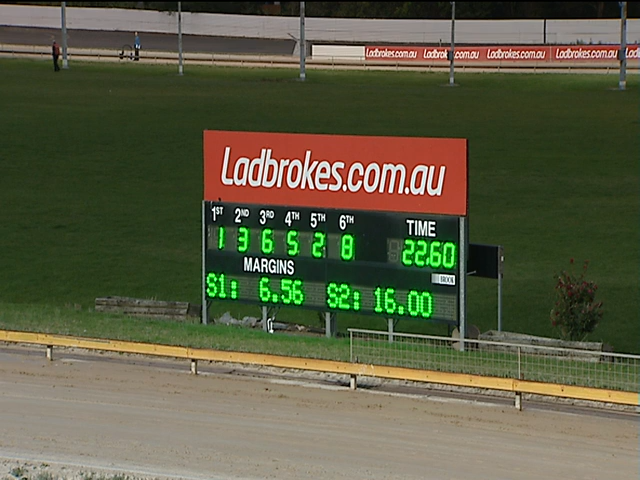 Ladbrokes.com.au Ladbrokes.com.au Ladbrokes.com.au Ladbrokes.com.au
Ladbrokes.com.au
1ST 2ND 3RD 4TH 5TH 6TH TIME
1 3 6 5 2 8 22.60
MARGINS
S1: 6.56 S2: 16.00